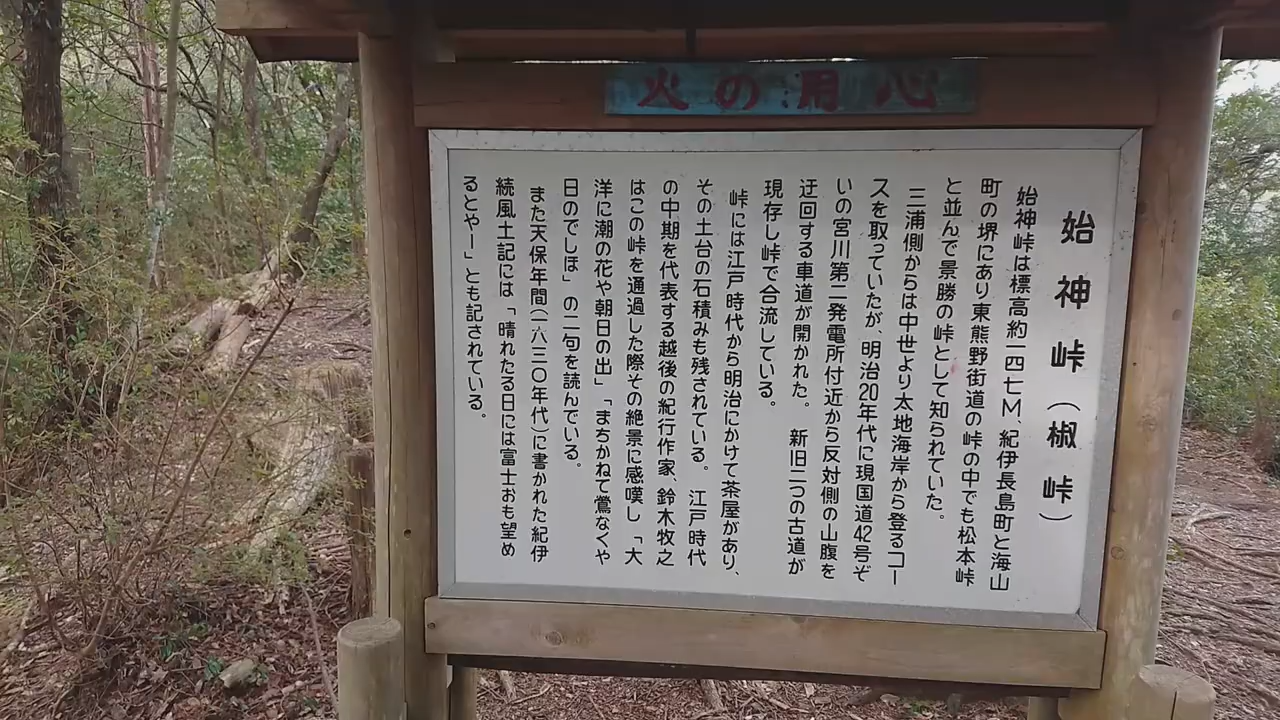 火の用心
始神峠（椒峠）
始神峠は標高約一四七M、紀伊長島町と海山
町の堺にあり東熊野街道の峠の中でも松本峠
と並んで景勝の峠として知られていた。
三浦側からは中世より太地海岸から登るコー
スを取っていたが、明治20年代に現国道42号ぞ
いの宮川第二発電所付近から反対側の山腹を
迂回する車道が開かれた。 新旧二つの古道が
現存し峠で合流している。
峠には江戸時代から明治にかけて茶屋があり、
その土台の石積みも残されている。 江戸時代
の中期を代表する越後の紀行作家、鈴木牧之
はこの峠を通過した際その絶景に感嘆し「大
洋に潮の花や朝日の出」「まちかねて鶯なくや
日のでしほ」の二句を読んでいる。
また天保年間(一八三〇年代)に書かれた紀伊
続風土記には「晴れたる日には富士おも望め
るとやー」とも記されている。